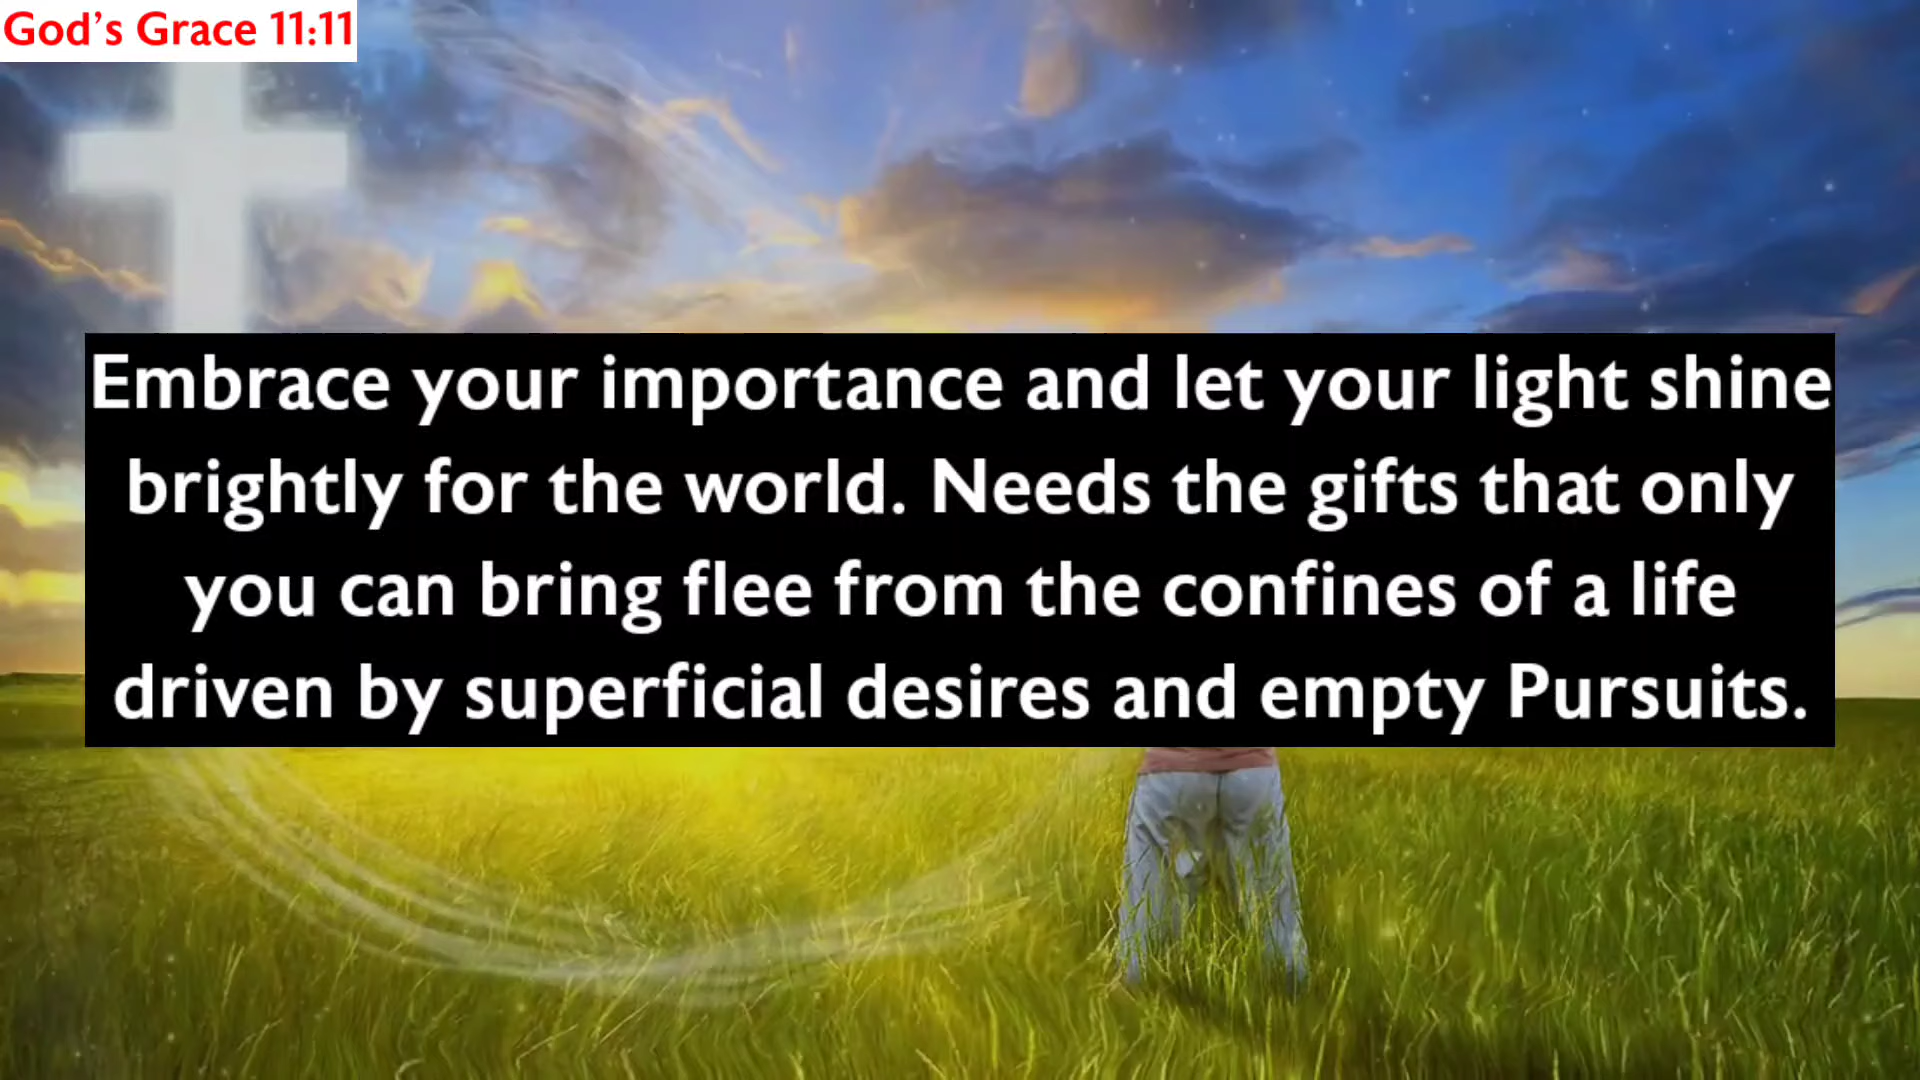 God’s Grace 11:11
Embrace your importance and let your light shine
brightly for the world. Needs the gifts that only
you can bring flee from the confines of a life
driven by superficial desires and empty Pursuits.